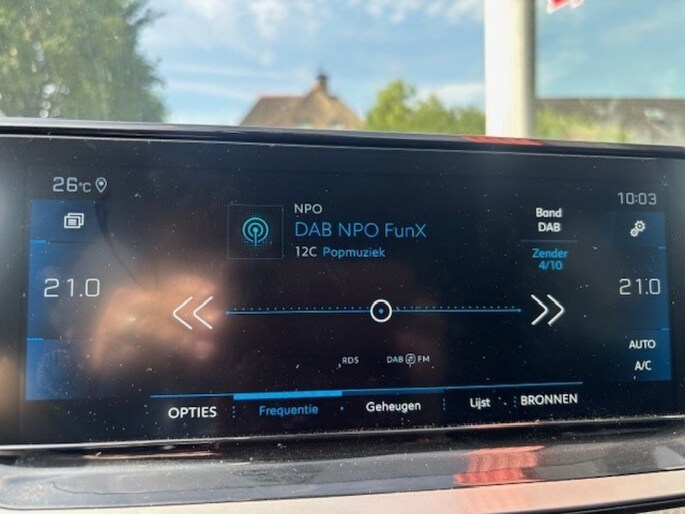 26°C
NPO
10:03
DAB NPO FunX
Band
DAB
12C Popmuziek
Zender
4/10
21.0
21.0
RDS DAB FM
AUTO
A/C
OPTIES Frequentie Geheugen Lijst BRONNEN